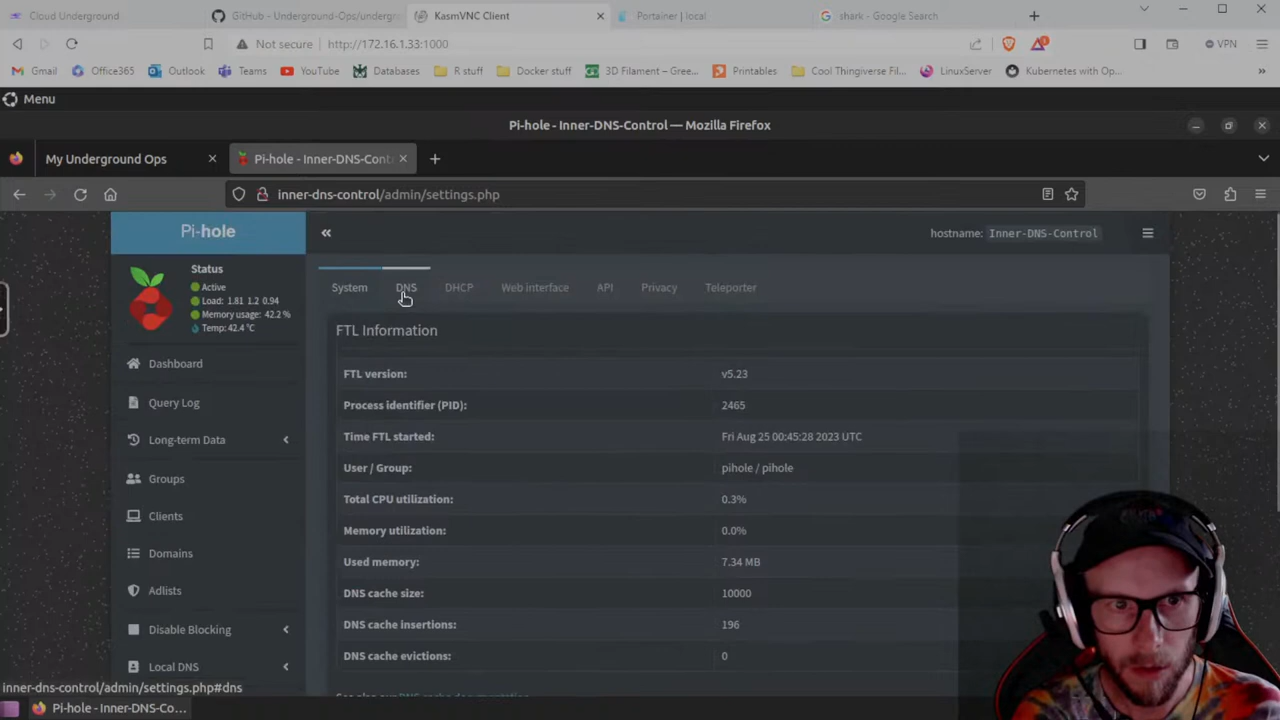 Cloud Underground
GitHub - Underground-Ops/undergro
KasmVNC Client
Portainer | local
shark - Google Search
Not secure
http://172.16.1.33:1000
VPN
Gmail
Office365
Outlook
Teams
YouTube
Databases
R stuff
Docker stuff
3D Filament – Gree...
Printables
Cool Thingiverse Fil...
LinuxServer
Kubernetes with Op...
Menu
Pi-hole - Inner-DNS-Control — Mozilla Firefox
My Underground Ops
Pi-hole - Inner-DNS-Cont
inner-dns-control/admin/settings.php
Pi-hole
hostname: Inner-DNS-Control
Status
Active
Load: 1.81 1.2 0.94
Memory usage: 42.2 %
Temp: 42.4 °C
System
DNS
DHCP
Web interface
API
Privacy
Teleporter
FTL Information
Dashboard
Query Log
Long-term Data
Groups
Clients
Domains
Adlists
Disable Blocking
Local DNS
FTL version: v5.23
Process identifier (PID): 2465
Time FTL started: Fri Aug 25 00:45:28 2023 UTC
User / Group: pihole / pihole
Total CPU utilization: 0.3%
Memory utilization: 0.0%
Used memory: 7.34 MB
DNS cache size: 10000
DNS cache insertions: 196
DNS cache evictions: 0
See also our DNS cache documentation
inner-dns-control/admin/settings.php#dns
Pi-hole - Inner-DNS-Co...